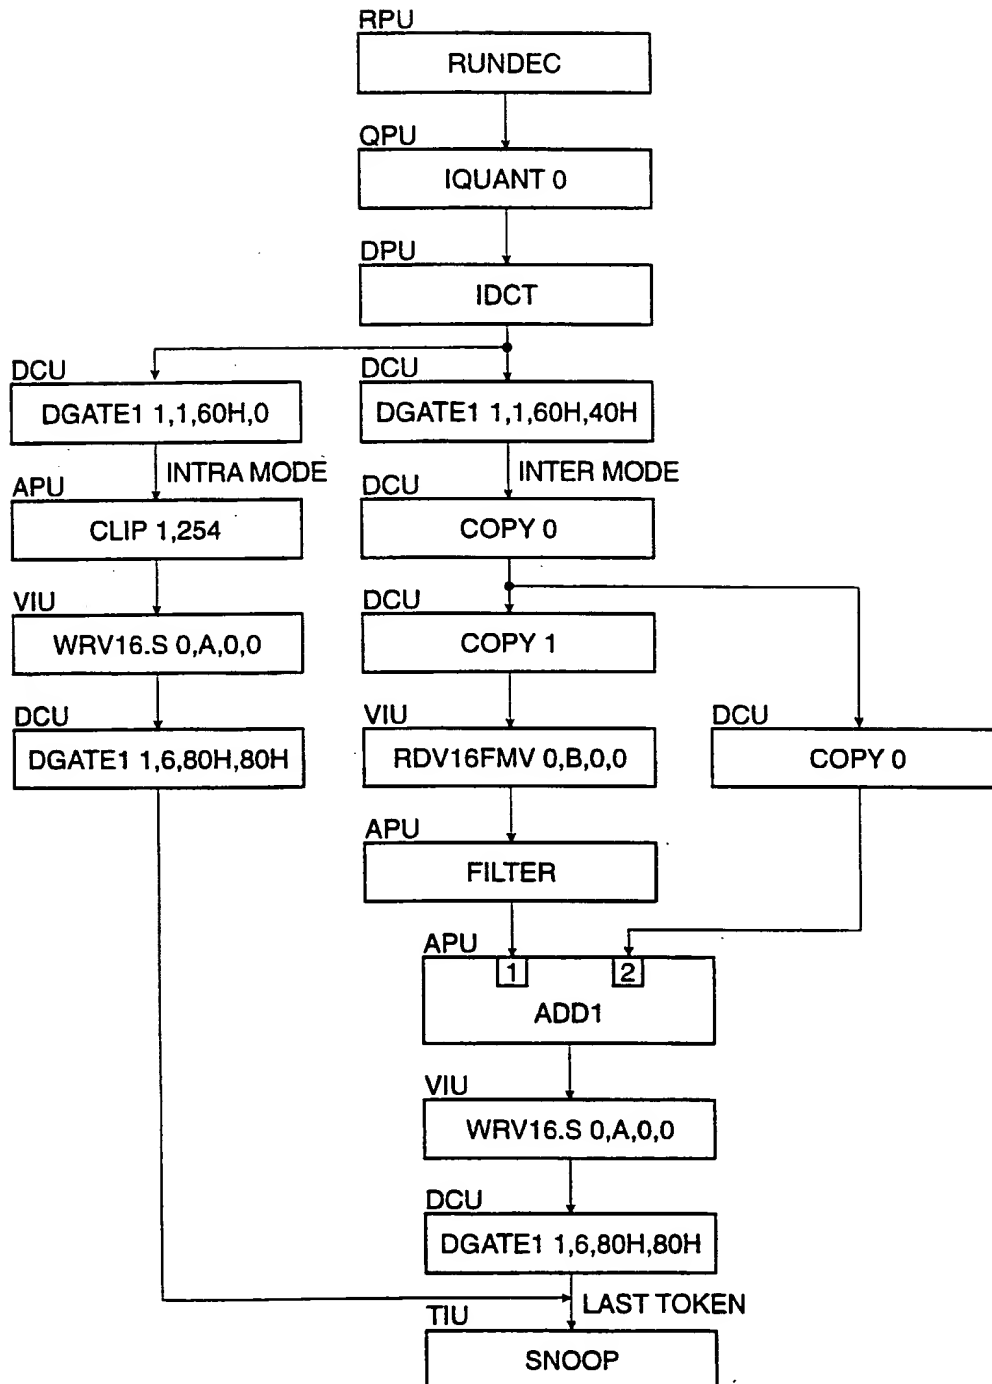 RPU
RUNDEC
QPU
IQUANT 0
DPU
IDCT
DCU
DGATE1 1,1,60H,0
DCU
DGATE1 1,1,60H,40H
INTRA MODE
INTER MODE
APU
CLIP 1,254
DCU
COPY 0
VIU
WRV16.S 0,A,0,0
DCU
COPY 1
DCU
DGATE1 1,6,80H,80H
VIU
RDV16FMV 0,B,0,0
DCU
COPY 0
APU
FILTER
APU
1
2
ADD1
VIU
WRV16.S 0,A,0,0
DCU
DGATE1 1,6,80H,80H
LAST TOKEN
TIU
SNOOP